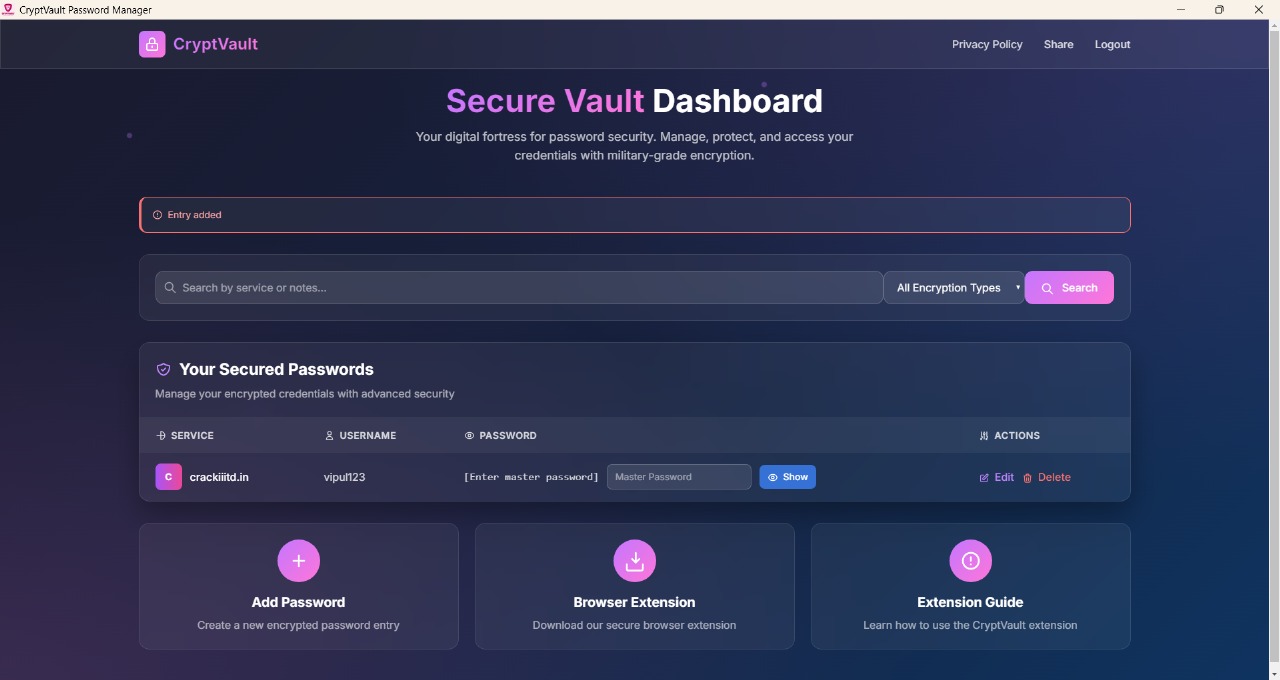 CryptVault Password Manager
CryptVault
Privacy Policy Share Logout
Secure Vault Dashboard
Your digital fortress for password security. Manage, protect, and access your
credentials with military-grade encryption.
Entry added
Search by service or notes...
All Encryption Types
Search
Your Secured Passwords
Manage your encrypted credentials with advanced security
SERVICE USERNAME PASSWORD ACTIONS
C crackiiitd.in vipul123 [Enter master password] Master Password Show Edit Delete
Add Password
Create a new encrypted password entry
Browser Extension
Download our secure browser extension
Extension Guide
Learn how to use the CryptVault extension